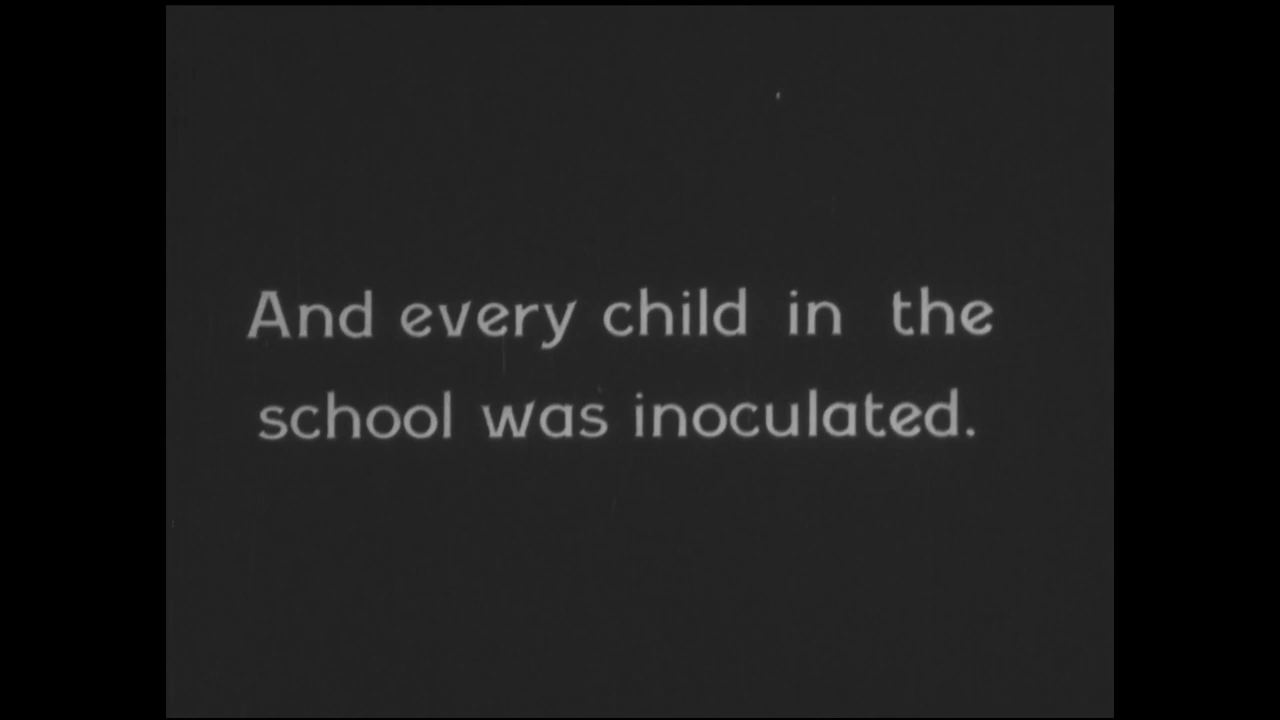 And every child in the
school was inoculated.